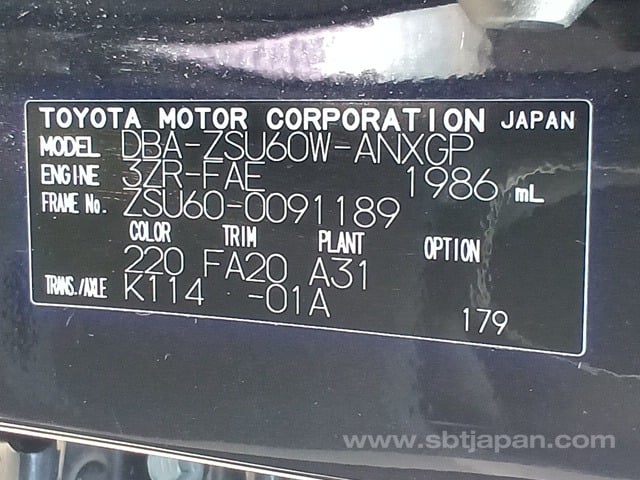 TOYOTA MOTOR CORPORATION JAPAN
MODEL DBA-ZSU60W-ANXGP
ENGINE 3ZR-FAE 1986 mL
FRAME No. ZSU60-0091189
COLOR TRIM PLANT OPTION
220 FA20 A31
TRANS./AXLE K114 -01A
179
www.sbtjapan.com